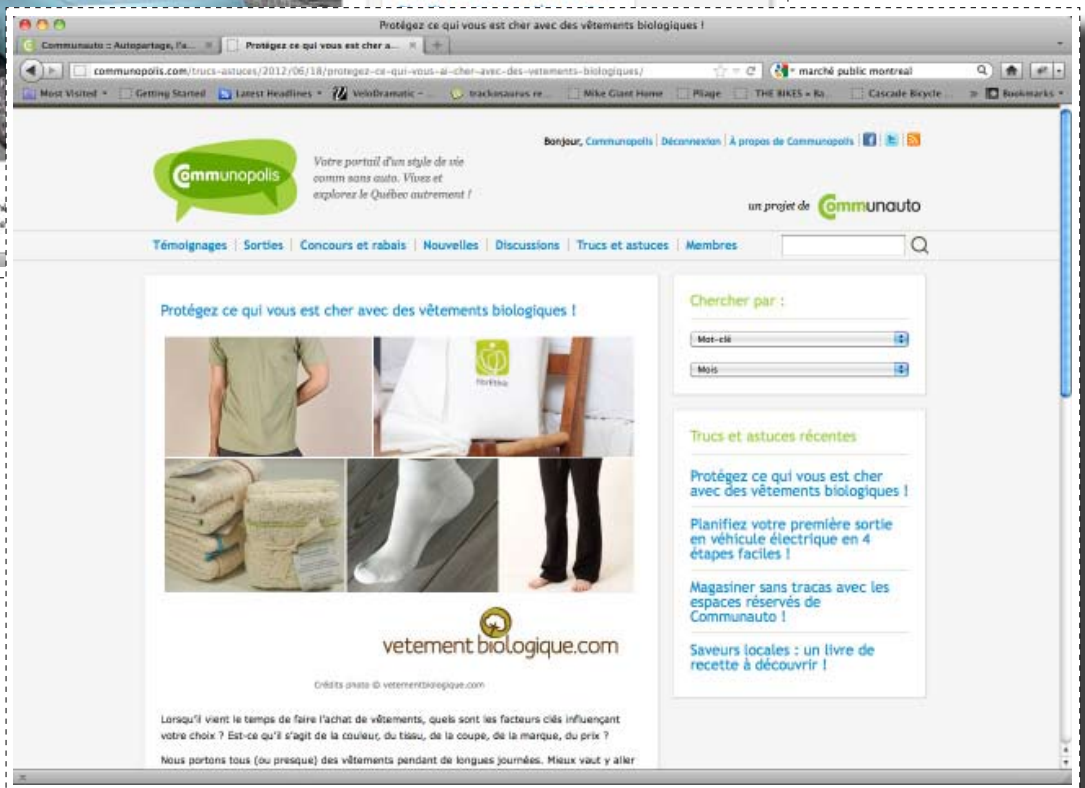 Protégez ce qui vous est cher avec des vêtements biologiques !
Communauto :: Autopartage, l'a...
Protégez ce qui vous est cher a...
communopolis.com/trucs-astuces/2012/06/18/protegez-ce-qui-vous-ai-cher-avec-des-vetements-biologiques/
marché public montreal
Most Visited
Getting Started
Latest Headlines
VeloDramatic - ...
trackosaurus re...
Mike Giant Home
Pliage
THE BIKES « Ba...
Cascade Bicycle ...
Bookmarks
Bonjour, Communopolis | Déconnexion | À propos de Communopolis
Communopolis
Votre portail d'un style de vie
comm sans auto. Vivez et
explorez le Québec autrement !
un projet de Communauto
Témoignages | Sorties | Concours et rabais | Nouvelles | Discussions | Trucs et astuces | Membres
Protégez ce qui vous est cher avec des vêtements biologiques !
vetement biologique.com
Crédits photo © vetementbiologique.com
Lorsqu'il vient le temps de faire l'achat de vêtements, quels sont les facteurs clés influençant
votre choix ? Est-ce qu'il s'agit de la couleur, du tissu, de la coupe, de la marque, du prix ?
Nous portons tous (ou presque) des vêtements pendant de longues journées. Mieux vaut y aller
Chercher par :
Mot-clé
Mois
Trucs et astuces récentes
Protégez ce qui vous est cher
avec des vêtements biologiques !
Planifiez votre première sortie
en véhicule électrique en 4
étapes faciles !
Magasiner sans tracas avec les
espaces réservés de
Communauto !
Saveurs locales : un livre de
recette à découvrir !